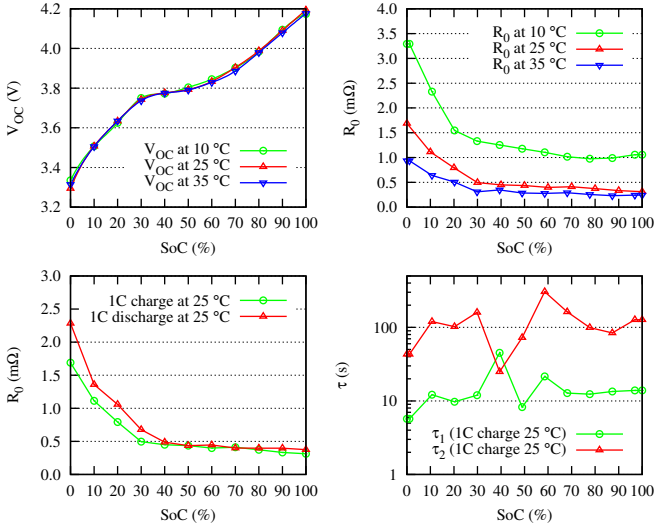 4.2
4.0
3.8
3.6
3.4
3.2
V_OC (V)
V_OC at 10 °C
V_OC at 25 °C
V_OC at 35 °C
0 10 20 30 40 50 60 70 80 90 100
SoC (%)
4.0
3.5
3.0
2.5
2.0
1.5
1.0
0.5
0.0
R_0 (mΩ)
R_0 at 10 °C
R_0 at 25 °C
R_0 at 35 °C
0 10 20 30 40 50 60 70 80 90 100
SoC (%)
3.0
2.5
2.0
1.5
1.0
0.5
0.0
R_0 (mΩ)
1C charge at 25 °C
1C discharge at 25 °C
0 10 20 30 40 50 60 70 80 90 100
SoC (%)
100
10
1
τ (s)
τ_1 (1C charge 25 °C)
τ_2 (1C charge 25 °C)
0 10 20 30 40 50 60 70 80 90 100
SoC (%)